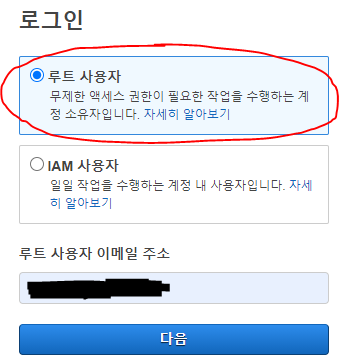 로그인
루트 사용자
무제한 액세스 권한이 필요한 작업을 수행하는 계
정 소유자입니다. 자세히 알아보기
IAM 사용자
일일 작업을 수행하는 계정 내 사용자입니다. 자세
히 알아보기
루트 사용자 이메일 주소
다음